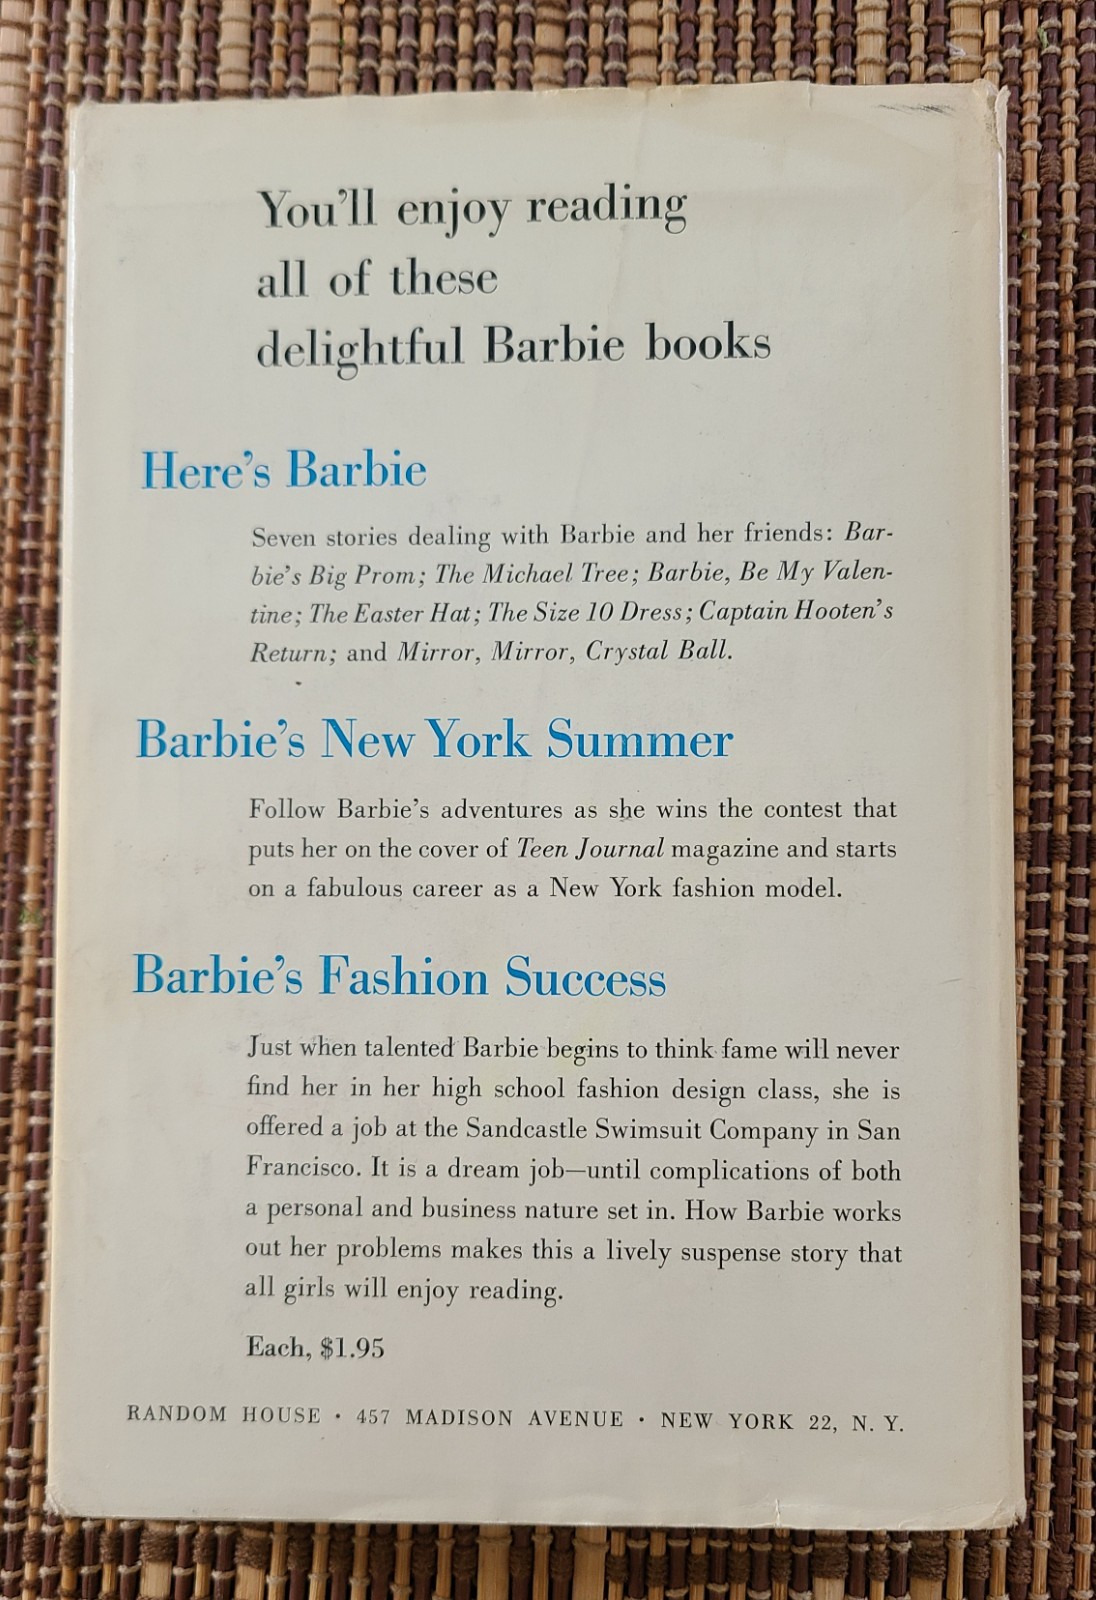 You'll enjoy reading
all of these
delightful Barbie books
Here's Barbie
Seven stories dealing with Barbie and her friends: Bar-
bie's Big Prom; The Michael Tree; Barbie, Be My Valen-
tine; The Easter Hat; The Size 10 Dress; Captain Hooten's
Return; and Mirror, Mirror, Crystal Ball.
Barbie's New York Summer
Follow Barbie's adventures as she wins the contest that
puts her on the cover of Teen Journal magazine and starts
on a fabulous career as a New York fashion model.
Barbie's Fashion Success
Just when talented Barbie begins to think fame will never
find her in her high school fashion design class, she is
offered a job at the Sandcastle Swimsuit Company in San
Francisco. It is a dream job—until complications of both
a personal and business nature set in. How Barbie works
out her problems makes this a lively suspense story that
all girls will enjoy reading.
Each, $1.95
RANDOM HOUSE · 457 MADISON AVENUE · NEW YORK 22, N. Y.